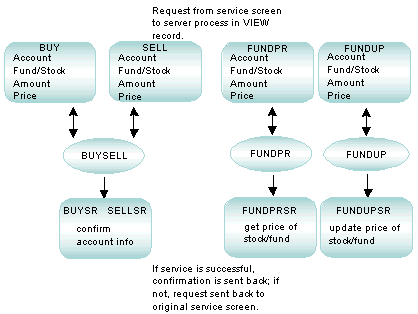 Request from service screen
to server process in VIEW
record.
BUY
Account
Fund/Stock
Amount
Price
SELL
Account
Fund/Stock
Amount
Price
FUNDPR
Account
Fund/Stock
Amount
Price
FUNDUP
Account
Fund/Stock
Amount
Price
BUYSELL
FUNDPR
FUNDUP
BUYSR SELLSR
confirm
account info
FUNDPRSR
get price of
stock/fund
FUNDUPSR
update price of
stock/fund
If service is successful,
confirmation is sent back; if
not, request sent back to
original service screen.